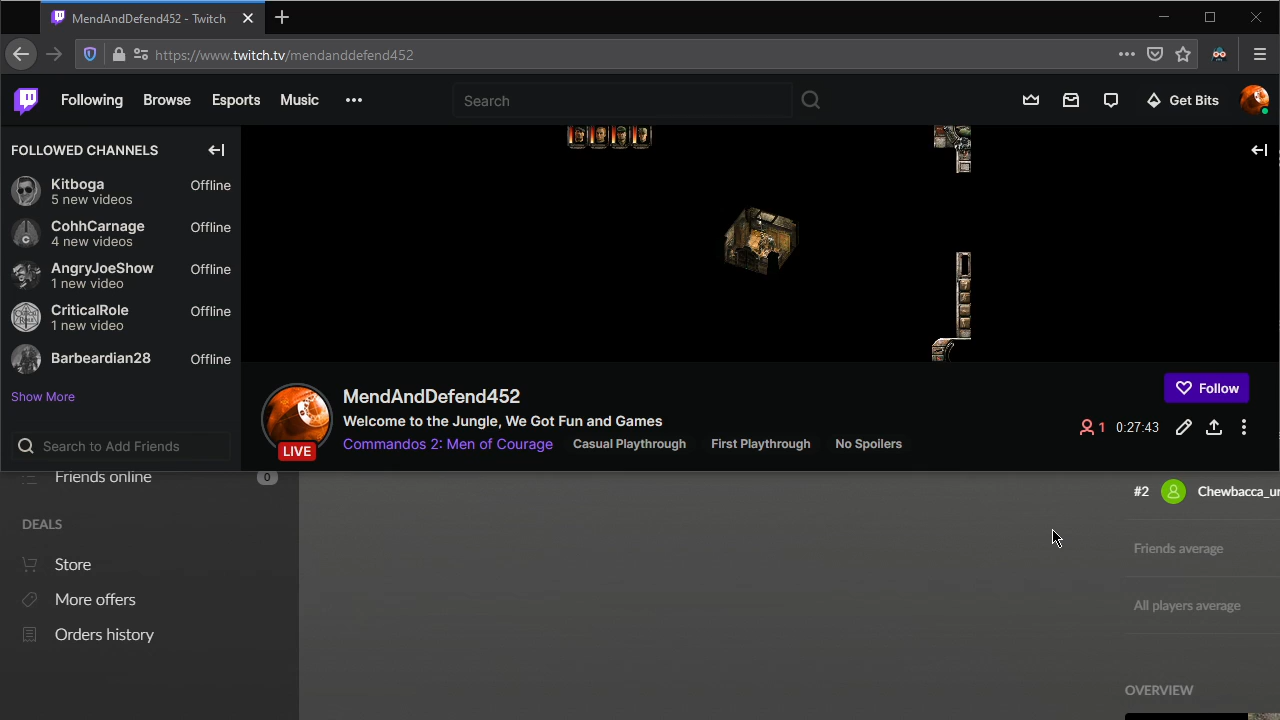 MendAndDefend452 - Twitch
https://www.twitch.tv/mendanddefend452
Following Browse Esports Music
Search
Get Bits
FOLLOWED CHANNELS
Kitboga Offline
5 new videos
CohhCarnage Offline
4 new videos
AngryJoeShow Offline
1 new video
CriticalRole Offline
1 new video
Barbeardian28 Offline
Show More
Search to Add Friends
MendAndDefend452
Follow
Welcome to the Jungle, We Got Fun and Games
LIVE
Commandos 2: Men of Courage Casual Playthrough First Playthrough No Spoilers
1 0:27:43
Friends online 0
DEALS
Store
More offers
Orders history
#2
Friends average
All players average
OVERVIEW